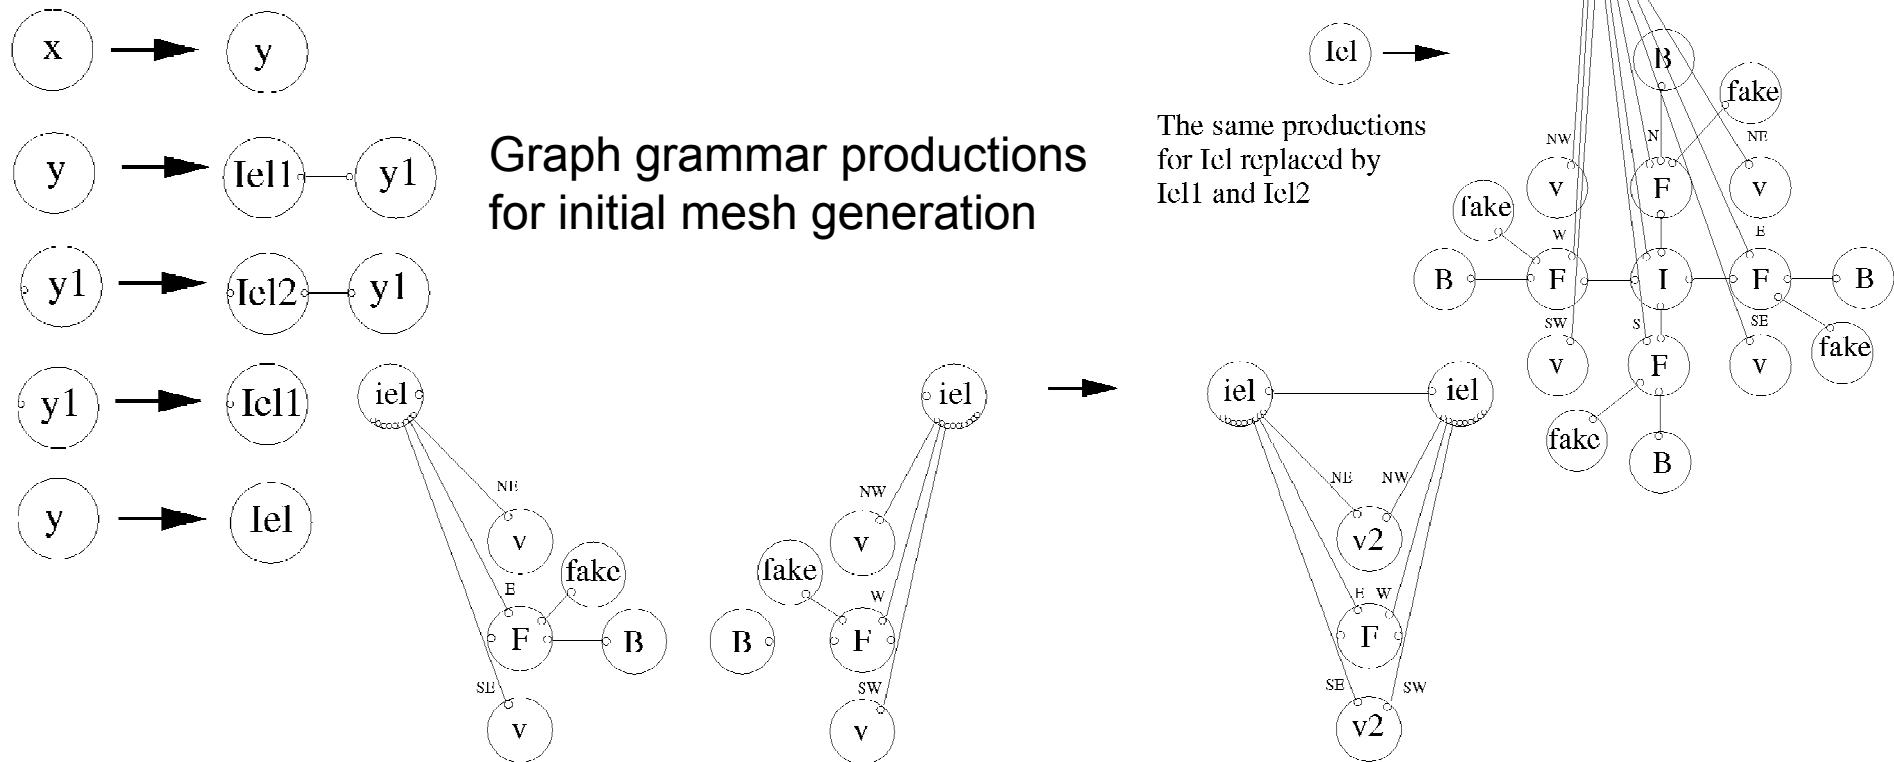 x
y
y
Iel1
y1
y1
Iel2
y1
y1
Iel1
y
Iel
Graph grammar productions
for initial mesh generation
Iel
The same productions
for Iel replaced by
Iel1 and Iel2
B
fake
NW
N
NE
v
F
v
fake
W
E
B
F
I
F
B
SW
S
SE
v
F
v
fake
fake
B
iel
NE
v
fake
E
F
B
SE
v
iel
NW
v
fake
W
B
F
SW
v
iel
iel
NE
NW
v2
E
W
F
SE
SW
v2